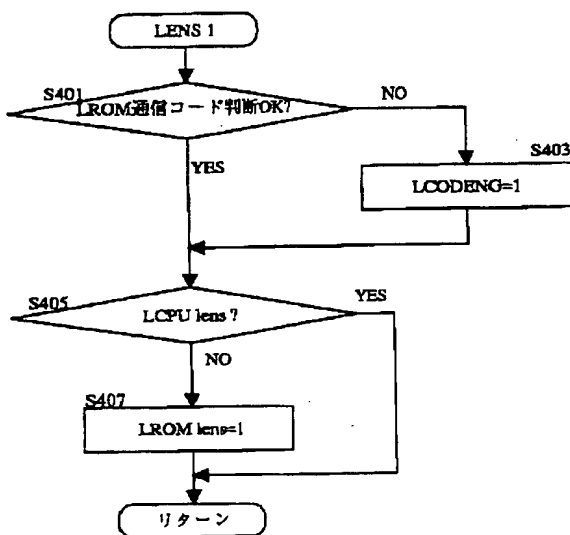 LENS 1
S401
LROM通信コード判断OK?
NO
YES
S403
LCODENG=1
S405
LCPU lens ?
YES
NO
S407
LROM lens=1
リターン